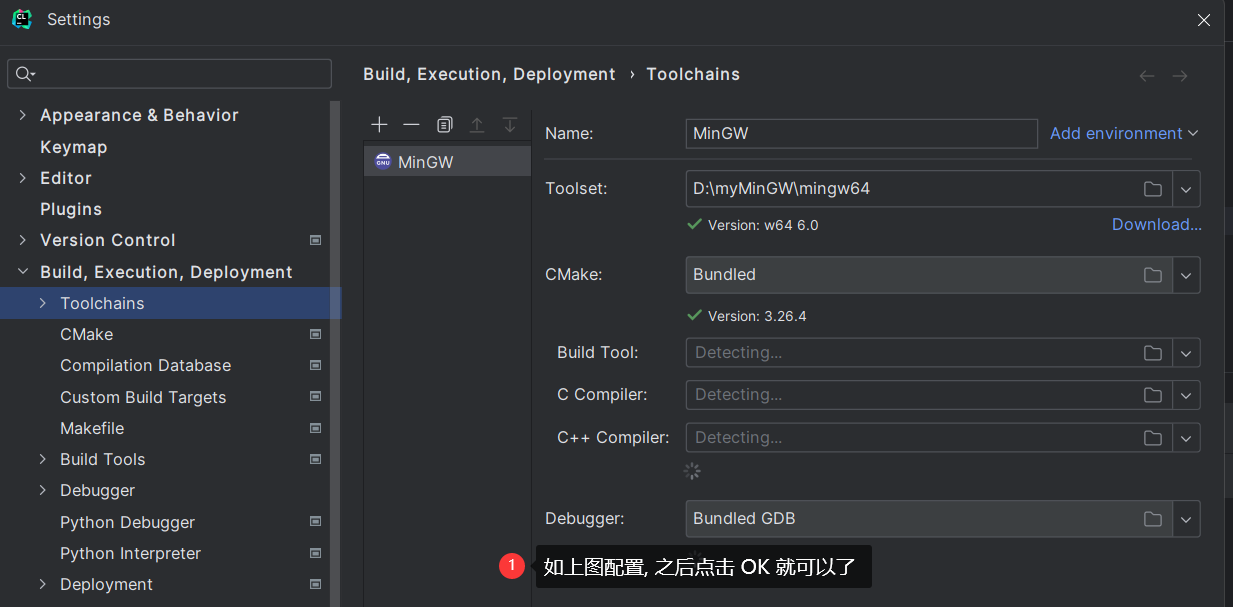 CL
Settings
Appearance & Behavior
Keymap
Editor
Plugins
Version Control
Build, Execution, Deployment
Toolchains
CMake
Compilation Database
Custom Build Targets
Makefile
Build Tools
Debugger
Python Debugger
Python Interpreter
Deployment
Build, Execution, Deployment › Toolchains
GNU MinGW
Name: MinGW Add environment
Toolset: D:\myMinGW\mingw64
Version: w64 6.0 Download...
CMake: Bundled
Version: 3.26.4
Build Tool: Detecting...
C Compiler: Detecting...
C++ Compiler: Detecting...
Debugger: Bundled GDB
1 如上图配置, 之后点击 OK 就可以了